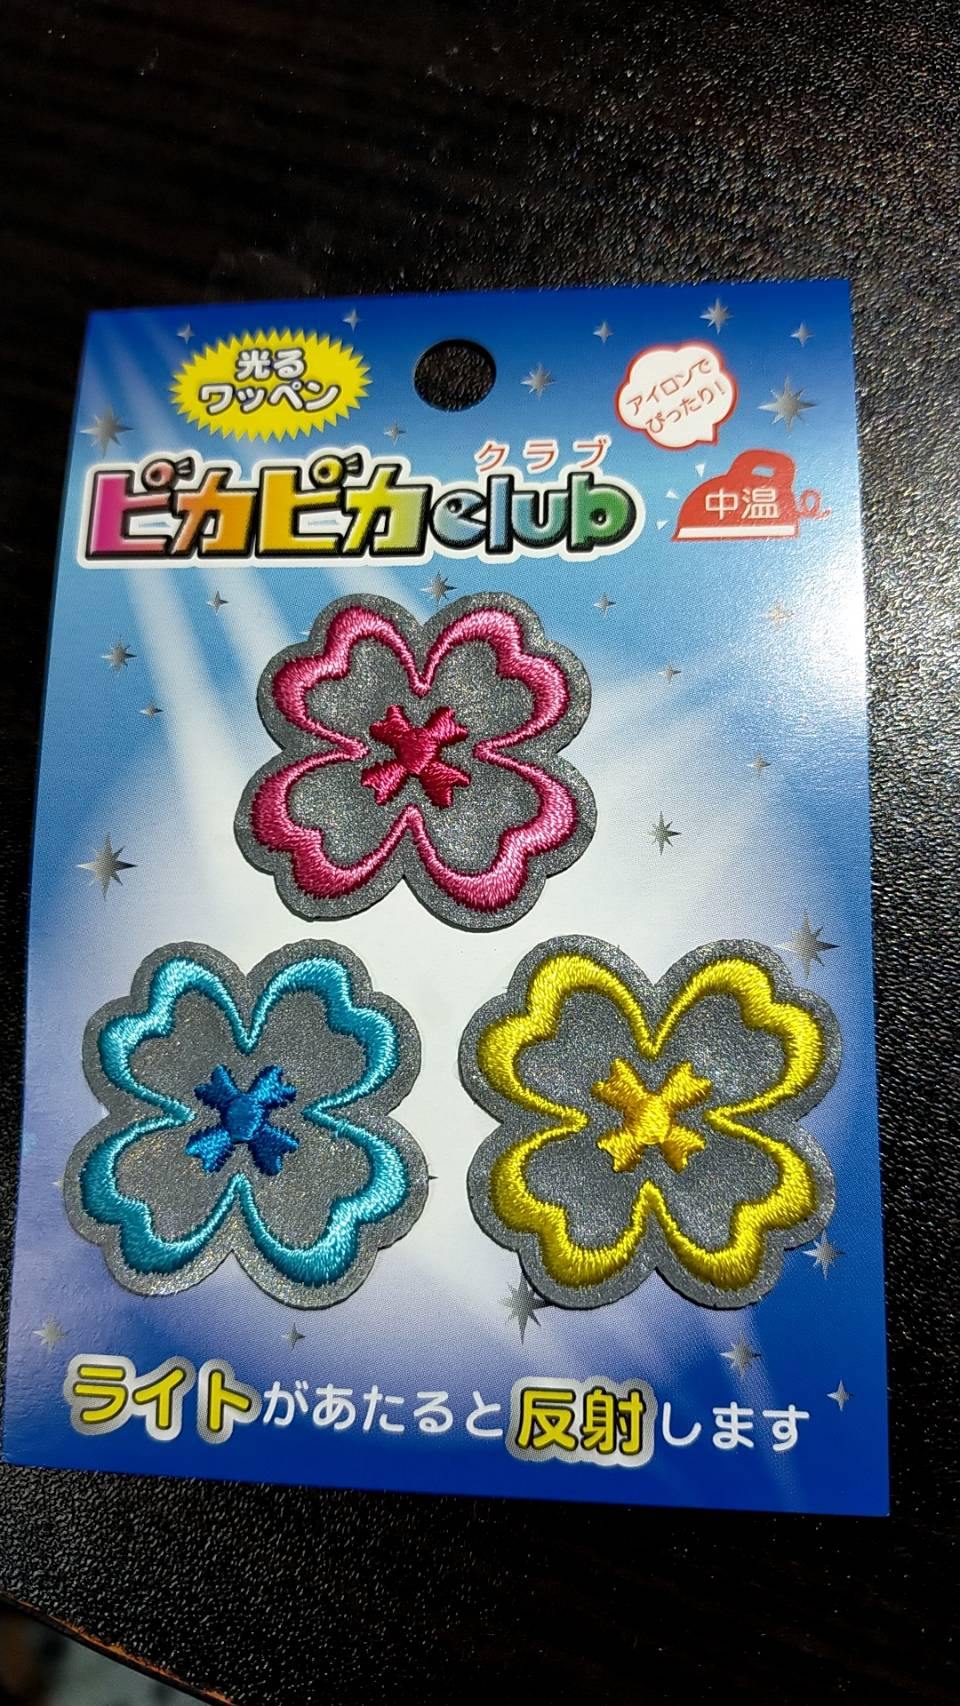 光る
ワッペン
アイロンで
ぴったり!
クラブ
ピカピカclub
中温
ライトがあたると反射します